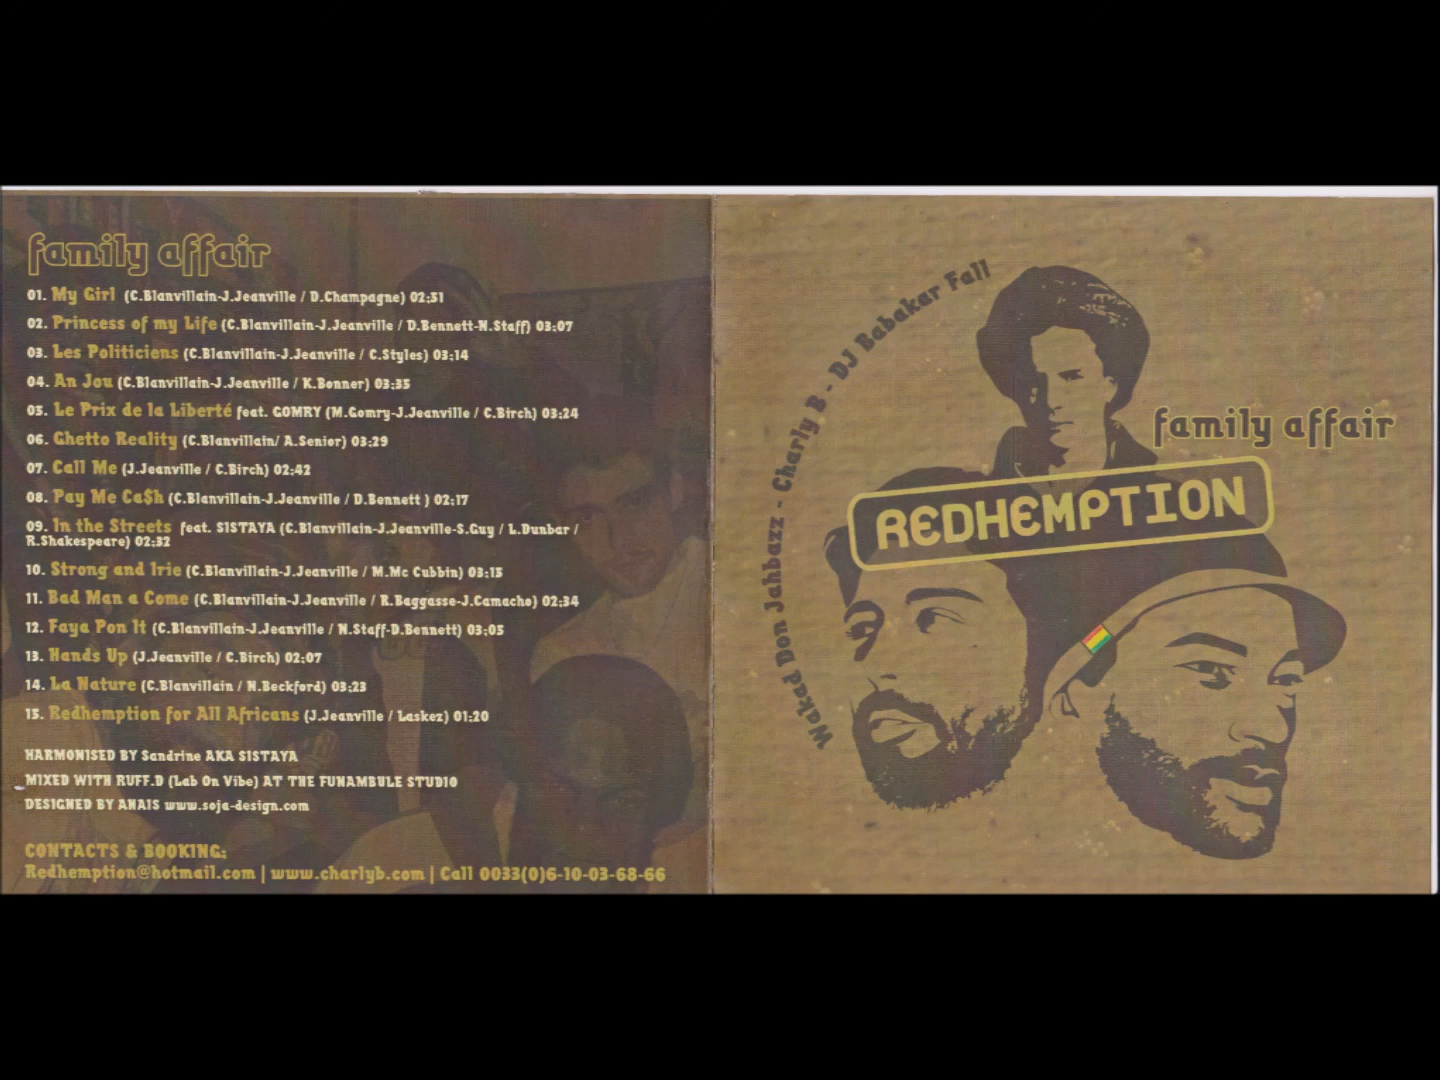 family affair
01. My Girl (C.Blanvillain-J.Jeanville / D.Champagne) 02:31
02. Princess of my Life (C.Blanvillain-J.Jeanville / D.Bennett-N.Staff) 03:07
03. Les Politiciens (C.Blanvillain-J.Jeanville / C.Styles) 03:14
04. An Jou (C.Blanvillain-J.Jeanville / K.Bonner) 03:35
05. Le Prix de la Liberté feat. GOMRY (M.Gomry-J.Jeanville / C.Birch) 03:24
06. Ghetto Reality (C.Blanvillain/ A.Senior) 03:29
07. Call Me (J.Jeanville / C.Birch) 02:42
08. Pay Me Ca$h (C.Blanvillain-J.Jeanville / D.Bennett ) 02:17
09. In the Streets feat. SISTAYA (C.Blanvillain-J.Jeanville-S.Guy / L.Dunbar /
R.Shakespeare) 02:32
10. Strong and Irie (C.Blanvillain-J.Jeanville / M.Mc Cubbin) 03:15
11. Bad Man a Come (C.Blanvillain-J.Jeanville / R.Baggasse-J.Camacho) 02:34
12. Faya Pon It (C.Blanvillain-J.Jeanville / N.Staff-D.Bennett) 03:05
13. Hands Up (J.Jeanville / C.Birch) 02:07
14. La Nature (C.Blanvillain / N.Beckford) 03:23
15. Redhemption for All Africans (J.Jeanville / Laskez) 01:20
HARMONISED BY Sandrine AKA SISTAYA
MIXED WITH RUFF.D (Lab On Vibe) AT THE FUNAMBULE STUDIO
DESIGNED BY ANAIS www.soja-design.com
CONTACTS & BOOKING:
Redhemption@hotmail.com | www.charlyb.com | Call 0033(0)6-10-03-68-66
Wakad Don Jahbazz - Charly B - DJ Babakar Fall
family affair
REDHEMPTION